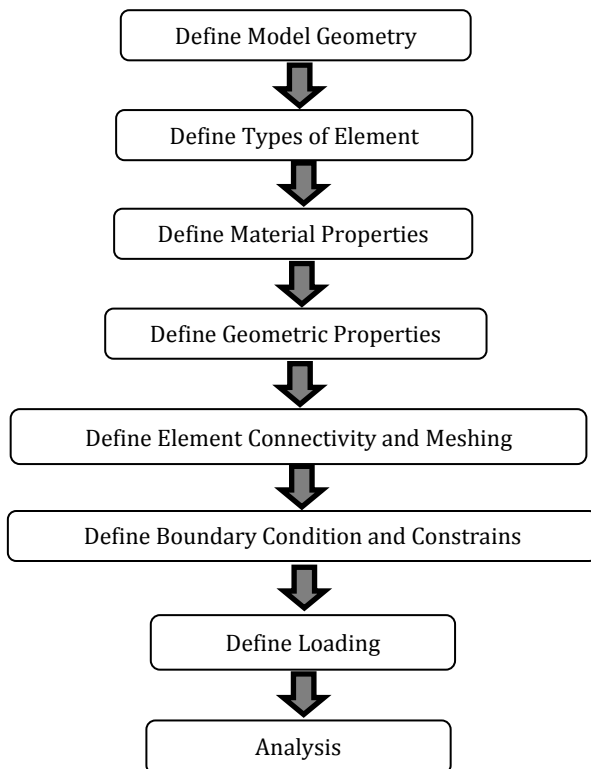 Define Model Geometry
Define Types of Element
Define Material Properties
Define Geometric Properties
Define Element Connectivity and Meshing
Define Boundary Condition and Constrains
Define Loading
Analysis